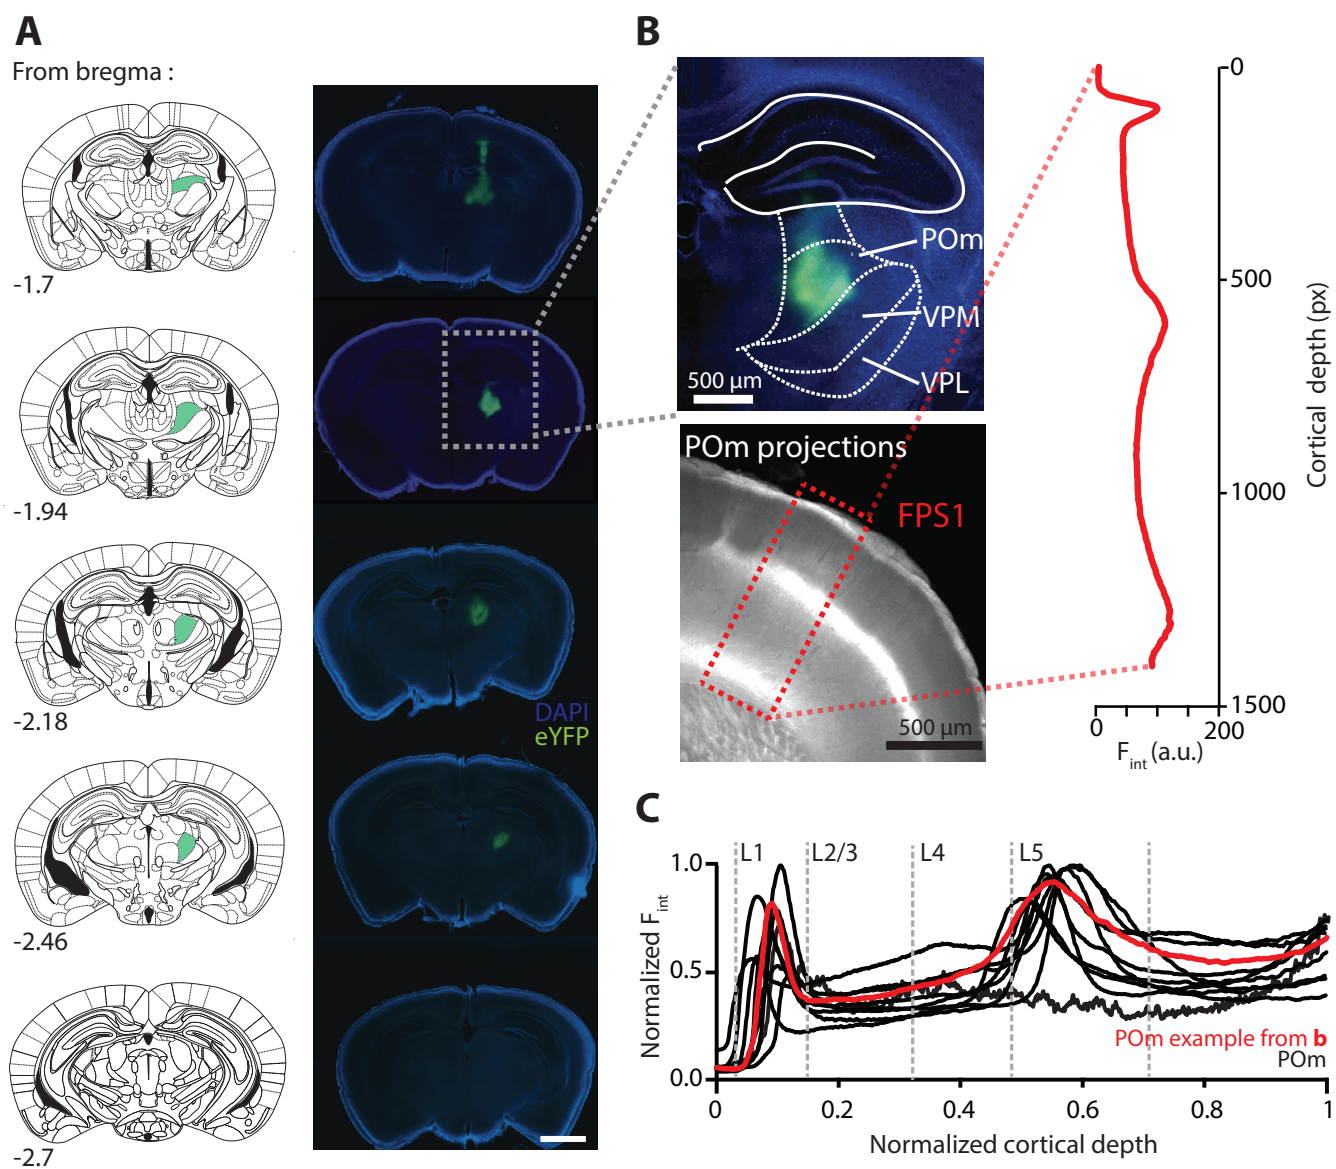 A
From bregma :
-1.7
-1.94
-2.18
-2.46
-2.7
DAPI
eYFP
B
POm
VPM
VPL
500 µm
POm projections
FPS1
500 µm
0
500
1000
1500
Cortical depth (px)
0
200
F int (a.u.)
C
L1
L2/3
L4
L5
1.0
0.5
0.0
Normalized F int
POm example from b
POm
0
0.2
0.4
0.6
0.8
1
Normalized cortical depth